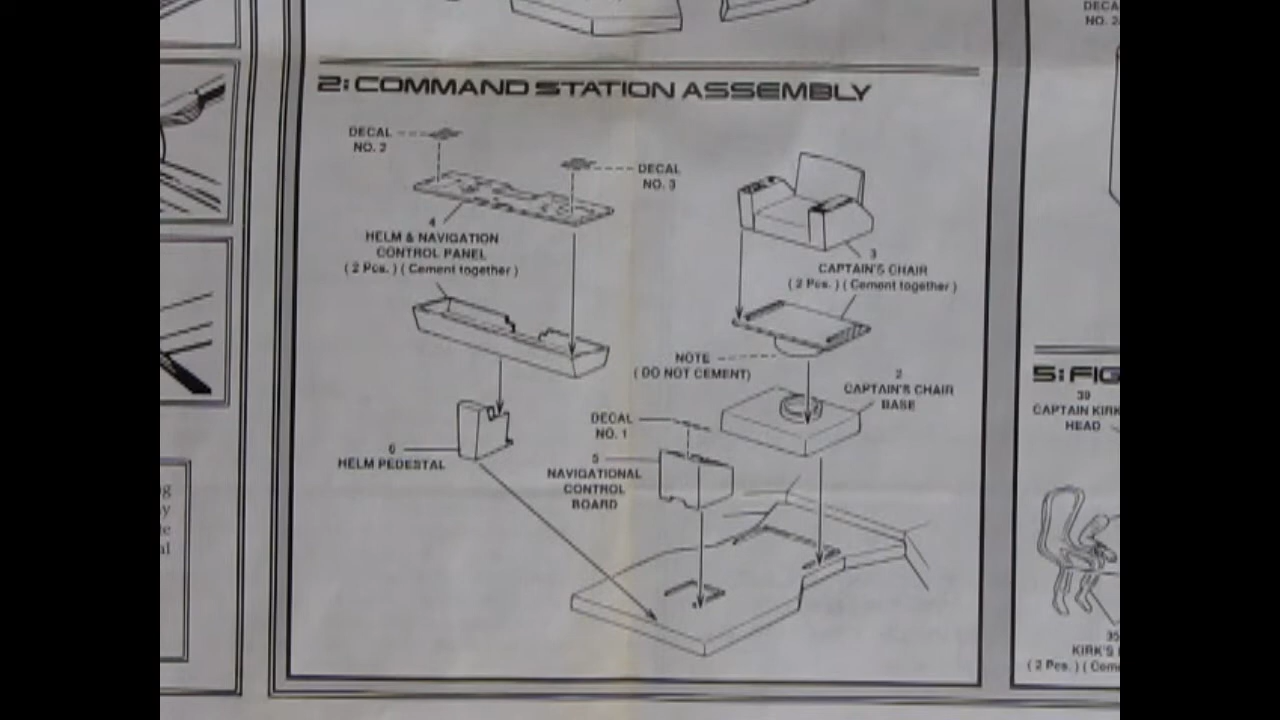 DECAL
NO. 2
2: COMMAND STATION ASSEMBLY
DECAL
NO. 2
DECAL
NO. 3
4
HELM & NAVIGATION
CONTROL PANEL
( 2 Pcs. ) ( Cement together )
3
CAPTAIN'S CHAIR
( 2 Pcs. ) ( Cement together )
NOTE
( DO NOT CEMENT)
2
CAPTAIN'S CHAIR
BASE
DECAL
NO. 1
6
HELM PEDESTAL
5
NAVIGATIONAL
CONTROL
BOARD
5: FIG
39
CAPTAIN KIRK
HEAD
35
KIRK'S
( 2 Pcs. ) ( Ceme